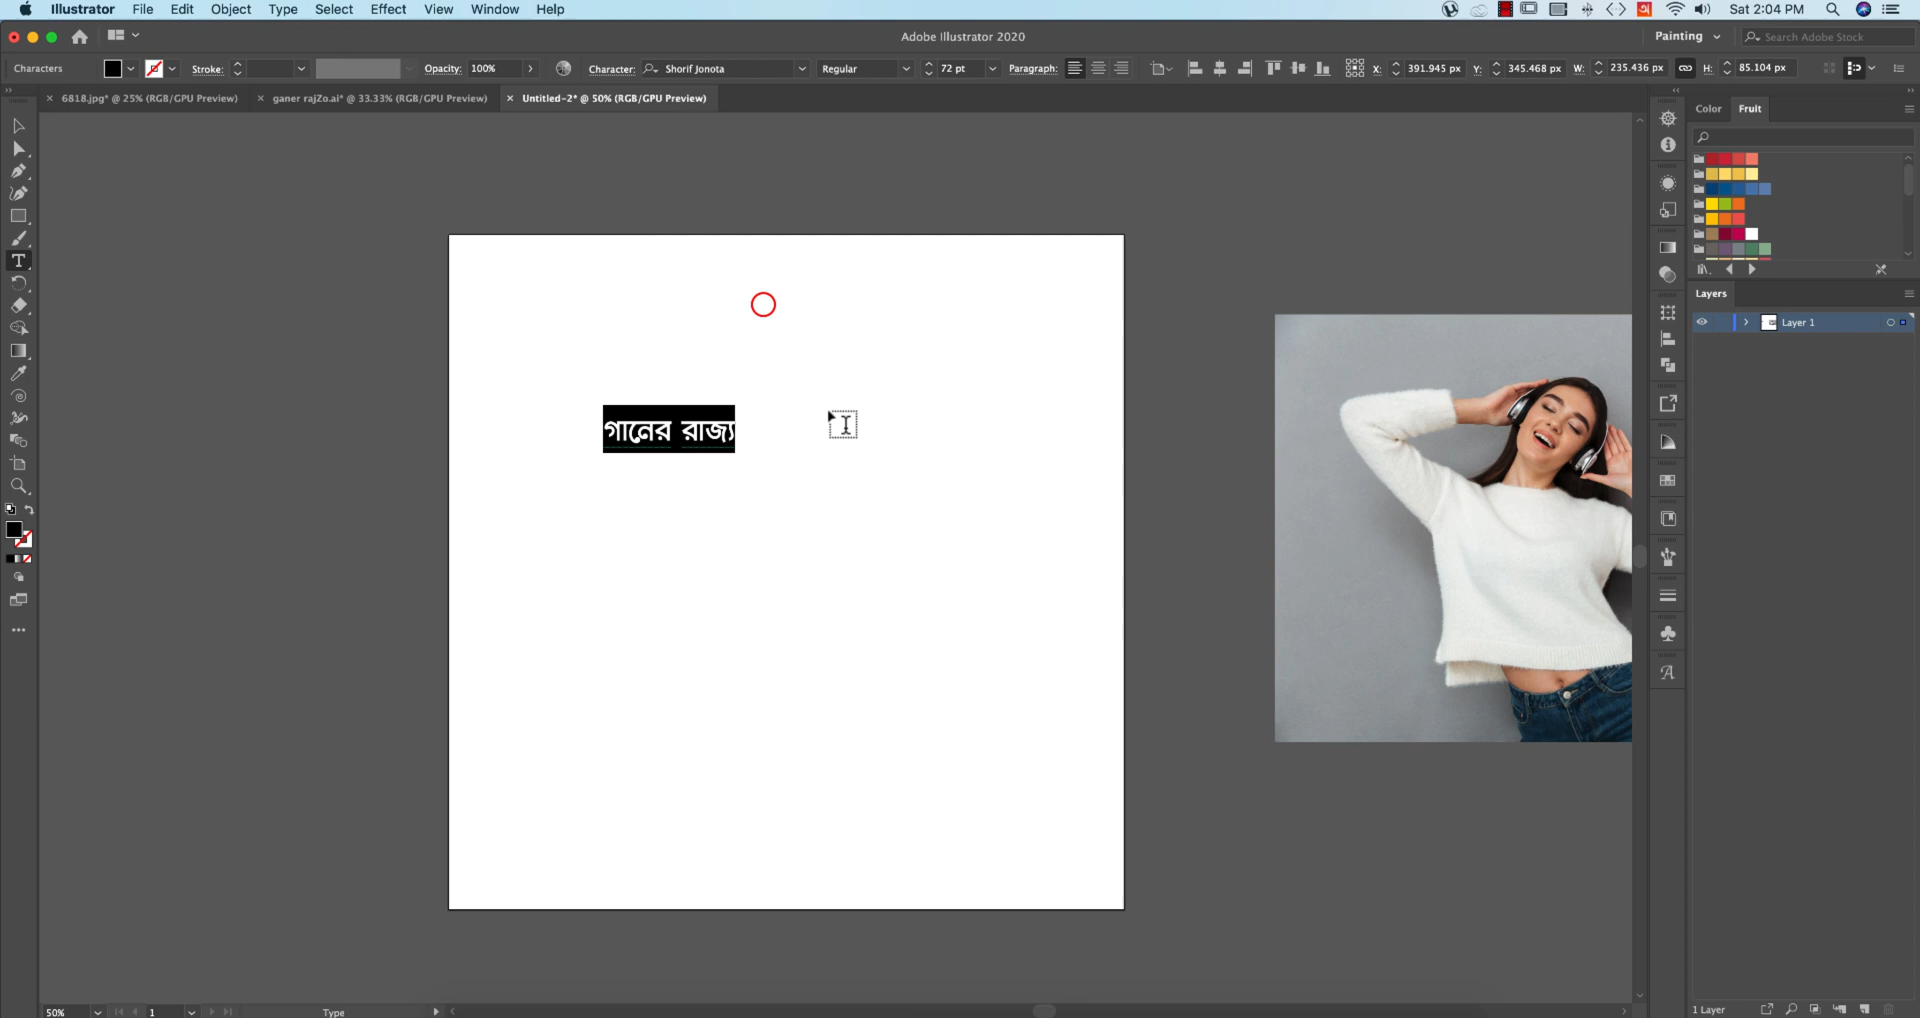 Illustrator File Edit Object Type Select Effect View Window Help
Sat 2:04 PM
Adobe Illustrator 2020
Painting
Search Adobe Stock
Characters Stroke: Opacity: 100% Character: Shorif Jonota Regular 72 pt Paragraph: X: 391.945 px Y: 345.468 px W: 235.436 px H: 85.104 px
6818.jpg* @ 25% (RGB/GPU Preview) ganer rajZo.ai* @ 33.33% (RGB/GPU Preview) Untitled-2* @ 50% (RGB/GPU Preview)
Color Fruit
Layers
Layer 1
গানের রাজ্য
50% 1 Type
1 Layer